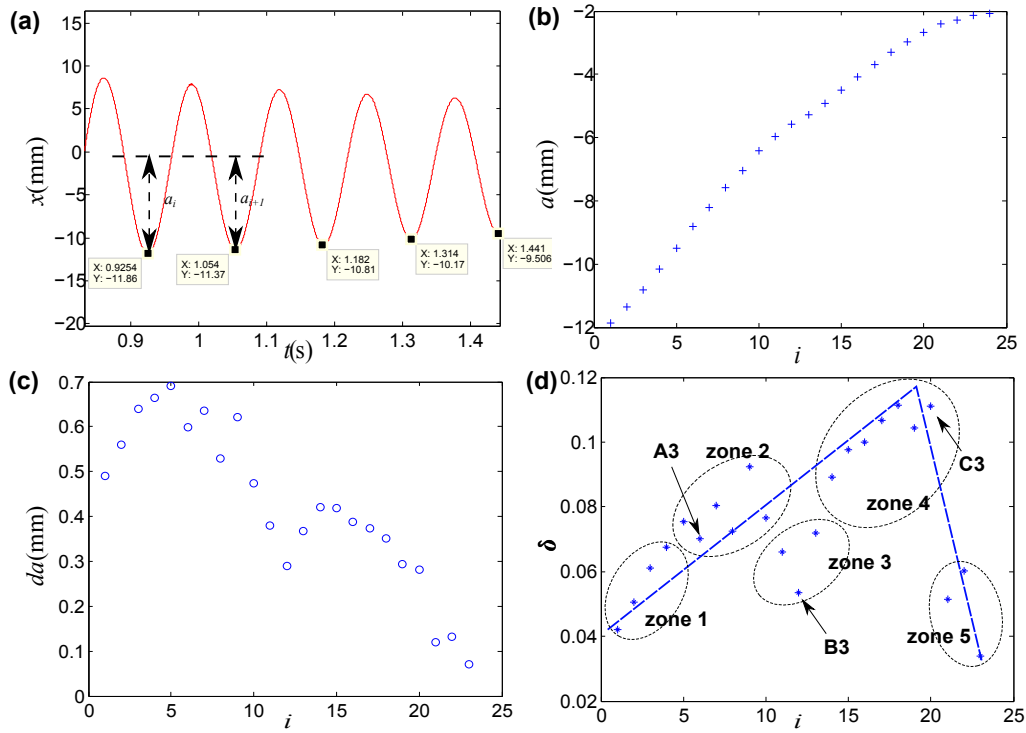 (a)
15
10
5
0
−5
−10
−15
−20
x(mm)
0.9
1
1.1
1.2
1.3
1.4
t(s)
a_i
a_{i+1}
X: 0.9254
Y: −11.86
X: 1.054
Y: −11.37
X: 1.182
Y: −10.81
X: 1.314
Y: −10.17
X: 1.441
Y: −9.506
(b)
−2
−4
−6
−8
−10
−12
a(mm)
0
5
10
15
20
25
i
(c)
0.7
0.6
0.5
0.4
0.3
0.2
0.1
0
da(mm)
0
5
10
15
20
25
i
(d)
0.12
0.1
0.08
0.06
0.04
0.02
δ
0
5
10
15
20
25
i
A3
zone 2
C3
zone 4
zone 3
zone 1
B3
zone 5